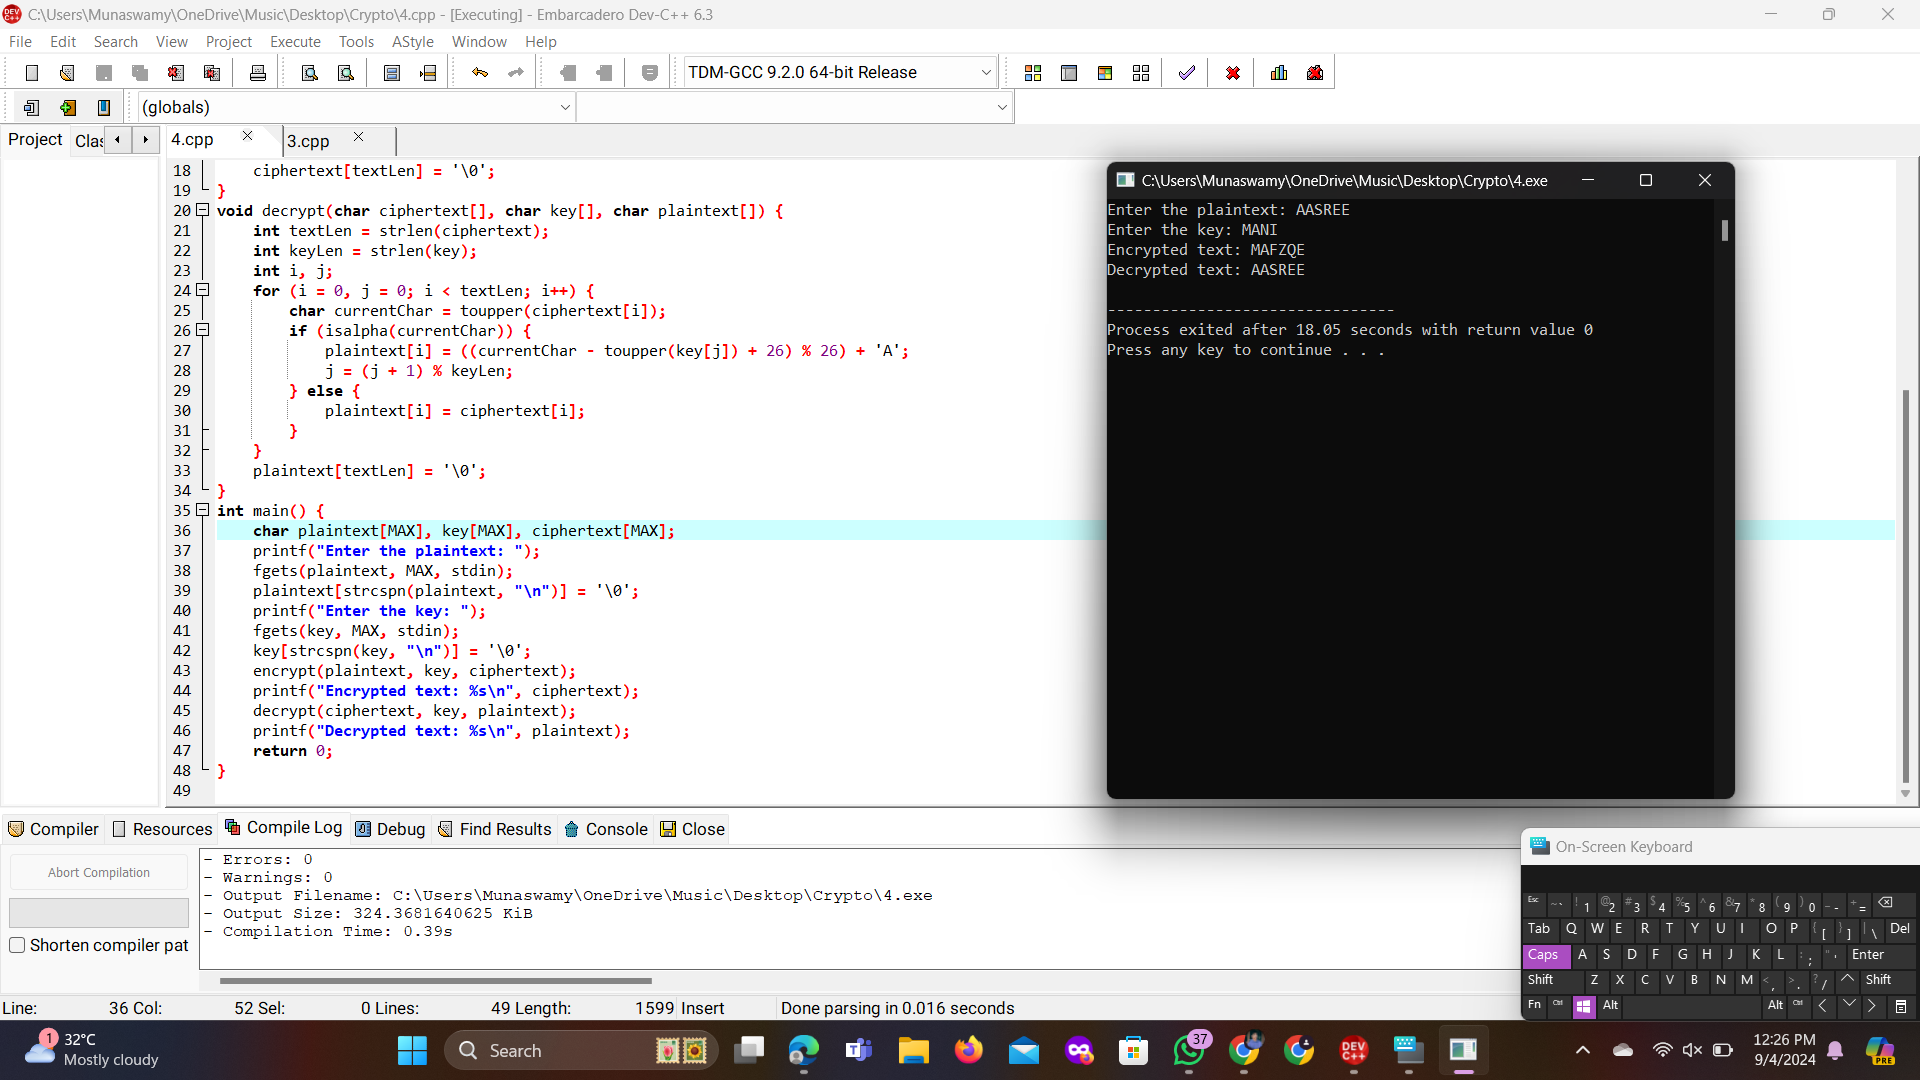 C:\Users\Munaswamy\OneDrive\Music\Desktop\Crypto\4.cpp - [Executing] - Embarcadero Dev-C++ 6.3
File Edit Search View Project Execute Tools AStyle Window Help
TDM-GCC 9.2.0 64-bit Release
(globals)
Project Clas
4.cpp 3.cpp
18 ciphertext[textLen] = '\0';
19 }
20 void decrypt(char ciphertext[], char key[], char plaintext[]) {
21 int textLen = strlen(ciphertext);
22 int keyLen = strlen(key);
23 int i, j;
24 for (i = 0, j = 0; i < textLen; i++) {
25 char currentChar = toupper(ciphertext[i]);
26 if (isalpha(currentChar)) {
27 plaintext[i] = ((currentChar - toupper(key[j]) + 26) % 26) + 'A';
28 j = (j + 1) % keyLen;
29 } else {
30 plaintext[i] = ciphertext[i];
31 }
32 }
33 plaintext[textLen] = '\0';
34 }
35 int main() {
36 char plaintext[MAX], key[MAX], ciphertext[MAX];
37 printf("Enter the plaintext: ");
38 fgets(plaintext, MAX, stdin);
39 plaintext[strcspn(plaintext, "\n")] = '\0';
40 printf("Enter the key: ");
41 fgets(key, MAX, stdin);
42 key[strcspn(key, "\n")] = '\0';
43 encrypt(plaintext, key, ciphertext);
44 printf("Encrypted text: %s\n", ciphertext);
45 decrypt(ciphertext, key, plaintext);
46 printf("Decrypted text: %s\n", plaintext);
47 return 0;
48 }
49
C:\Users\Munaswamy\OneDrive\Music\Desktop\Crypto\4.exe
Enter the plaintext: AASREE
Enter the key: MANI
Encrypted text: MAFZQE
Decrypted text: AASREE
--------------------------------
Process exited after 18.05 seconds with return value 0
Press any key to continue . . .
Compiler Resources Compile Log Debug Find Results Console Close
Abort Compilation
Shorten compiler pat
- Errors: 0
- Warnings: 0
- Output Filename: C:\Users\Munaswamy\OneDrive\Music\Desktop\Crypto\4.exe
- Output Size: 324.3681640625 KiB
- Compilation Time: 0.39s
On-Screen Keyboard
Esc ~ ` ! 1 @ 2 # 3 $ 4 % 5 ^ 6 & 7 * 8 ( 9 ) 0 _ - + =
Tab Q W E R T Y U I O P { [ } ] | \ Del
Caps A S D F G H J K L : ; " ' Enter
Shift Z X C V B N M < , > . ? / Shift
Fn Ctrl Alt Alt Ctrl
Line: 36 Col: 52 Sel: 0 Lines: 49 Length: 1599 Insert Done parsing in 0.016 seconds
1 32°C
Mostly cloudy
Search
37
DEV C++
12:26 PM
9/4/2024
PRE